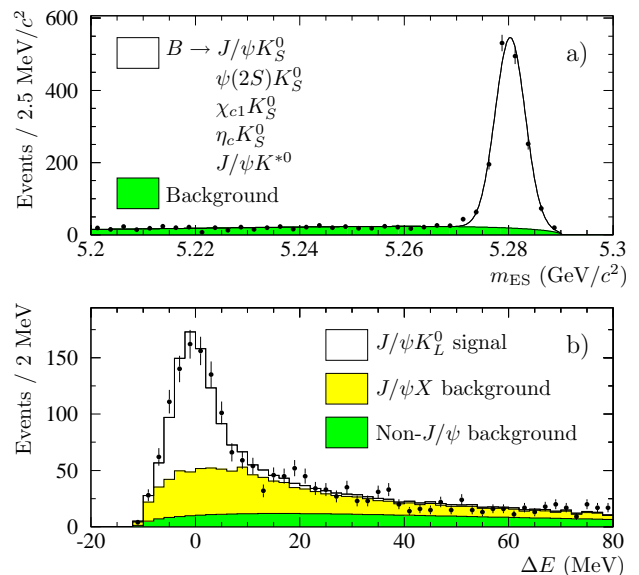 Events / 2.5 MeV/c²
600
400
200
0
B → J/ψK⁰_S
ψ(2S)K⁰_S
χ_c1K⁰_S
η_cK⁰_S
J/ψK*⁰
Background
a)
5.2 5.22 5.24 5.26 5.28 5.3
m_ES (GeV/c²)
Events / 2 MeV
150
100
50
0
J/ψK⁰_L signal
J/ψX background
Non-J/ψ background
b)
-20 0 20 40 60 80
ΔE (MeV)